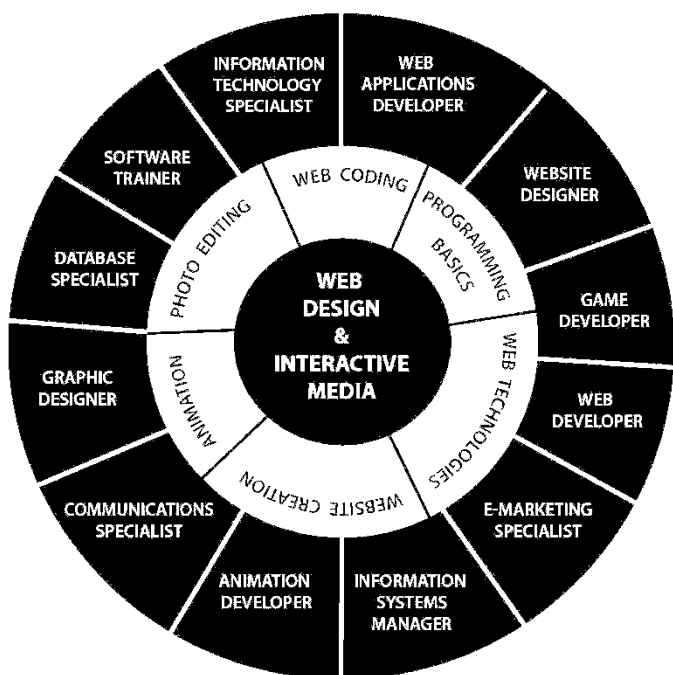 WEB
DESIGN
&
INTERACTIVE
MEDIA
WEB CODING
PROGRAMMING
BASICS
WEB TECHNOLOGIES
WEBSITE CREATION
ANIMATION
PHOTO EDITING
WEB
APPLICATIONS
DEVELOPER
WEBSITE
DESIGNER
GAME
DEVELOPER
WEB
DEVELOPER
E-MARKETING
SPECIALIST
INFORMATION
SYSTEMS
MANAGER
ANIMATION
DEVELOPER
COMMUNICATIONS
SPECIALIST
GRAPHIC
DESIGNER
DATABASE
SPECIALIST
SOFTWARE
TRAINER
INFORMATION
TECHNOLOGY
SPECIALIST